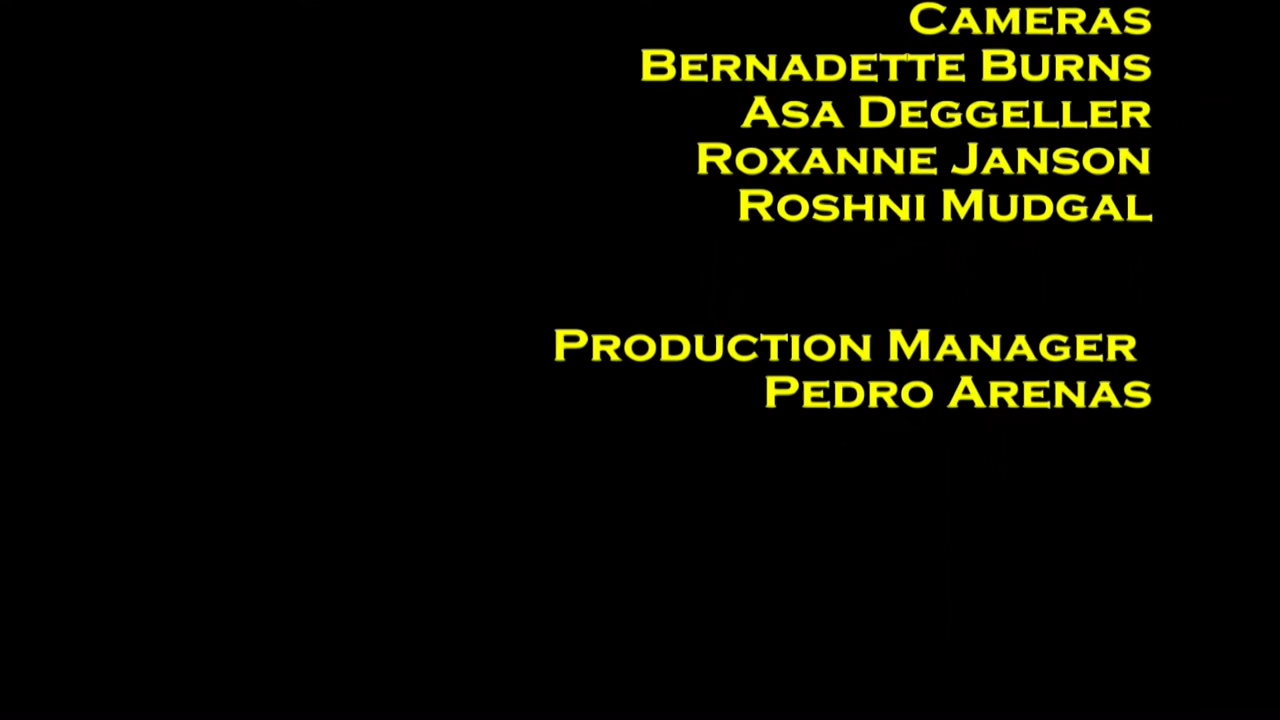 Cameras
Bernadette Burns
Asa Deggeller
Roxanne Janson
Roshni Mudgal
Production Manager
Pedro Arenas